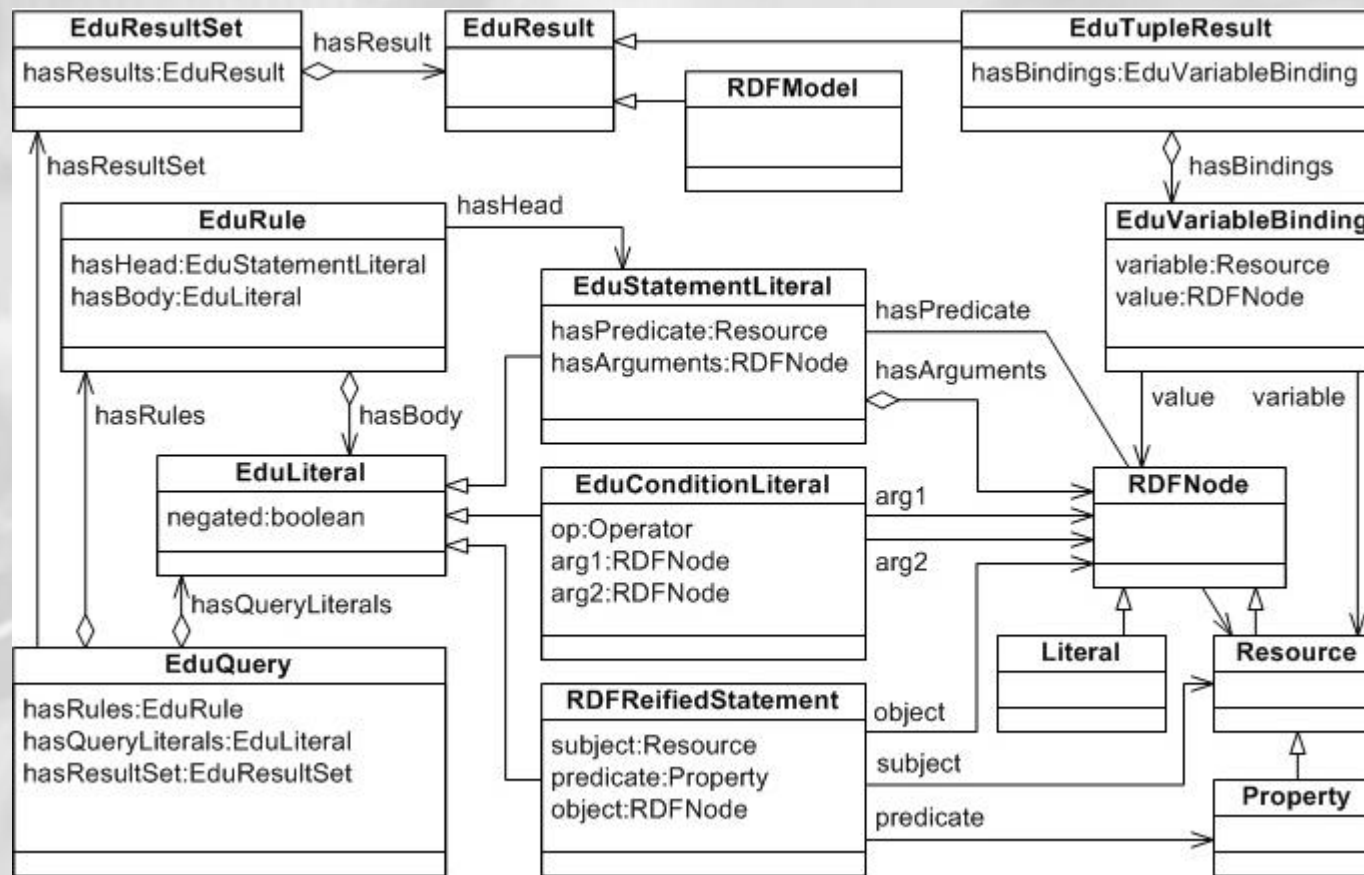 EduResultSet
hasResults:EduResult
hasResult
EduResult
EduTupleResult
hasBindings:EduVariableBinding
RDFModel
hasResultSet
hasBindings
EduRule
hasHead:EduStatementLiteral
hasBody:EduLiteral
hasHead
EduVariableBinding
variable:Resource
value:RDFNode
EduStatementLiteral
hasPredicate:Resource
hasArguments:RDFNode
hasPredicate
hasArguments
value
variable
hasRules
hasBody
EduLiteral
negated:boolean
EduConditionLiteral
op:Operator
arg1:RDFNode
arg2:RDFNode
arg1
arg2
RDFNode
hasQueryLiterals
Literal
Resource
EduQuery
hasRules:EduRule
hasQueryLiterals:EduLiteral
hasResultSet:EduResultSet
RDFReifiedStatement
subject:Resource
predicate:Property
object:RDFNode
object
subject
predicate
Property